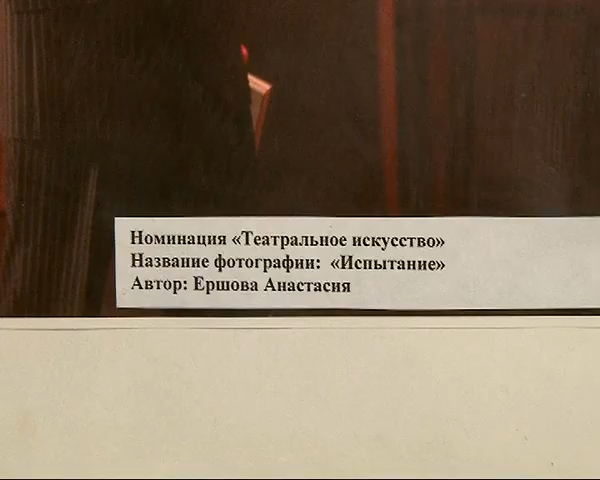 Номинация «Театральное искусство»
Название фотографии: «Испытание»
Автор: Ершова Анастасия